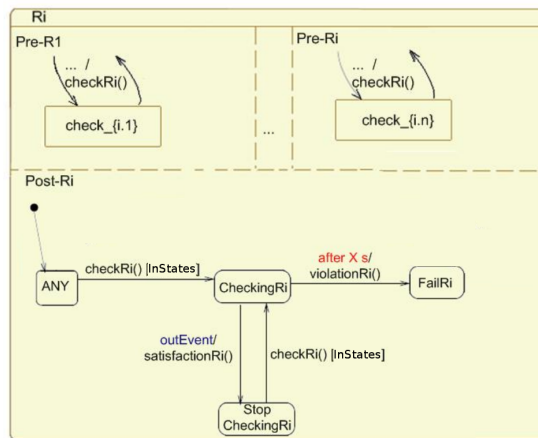 Ri
Pre-R1
Pre-Ri
... /
checkRi()
... /
checkRi()
check_{i.1}
...
check_{i.n}
Post-Ri
ANY
checkRi() [InStates]
CheckingRi
after X s/
violationRi()
FailRi
outEvent/
satisfactionRi()
checkRi() [InStates]
Stop
CheckingRi